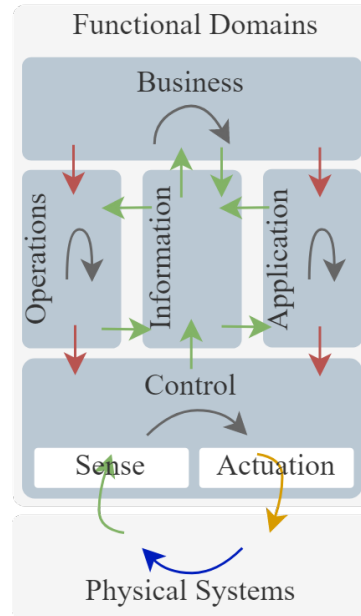 Functional Domains
Business
Operations
Information
Application
Control
Sense
Actuation
Physical Systems